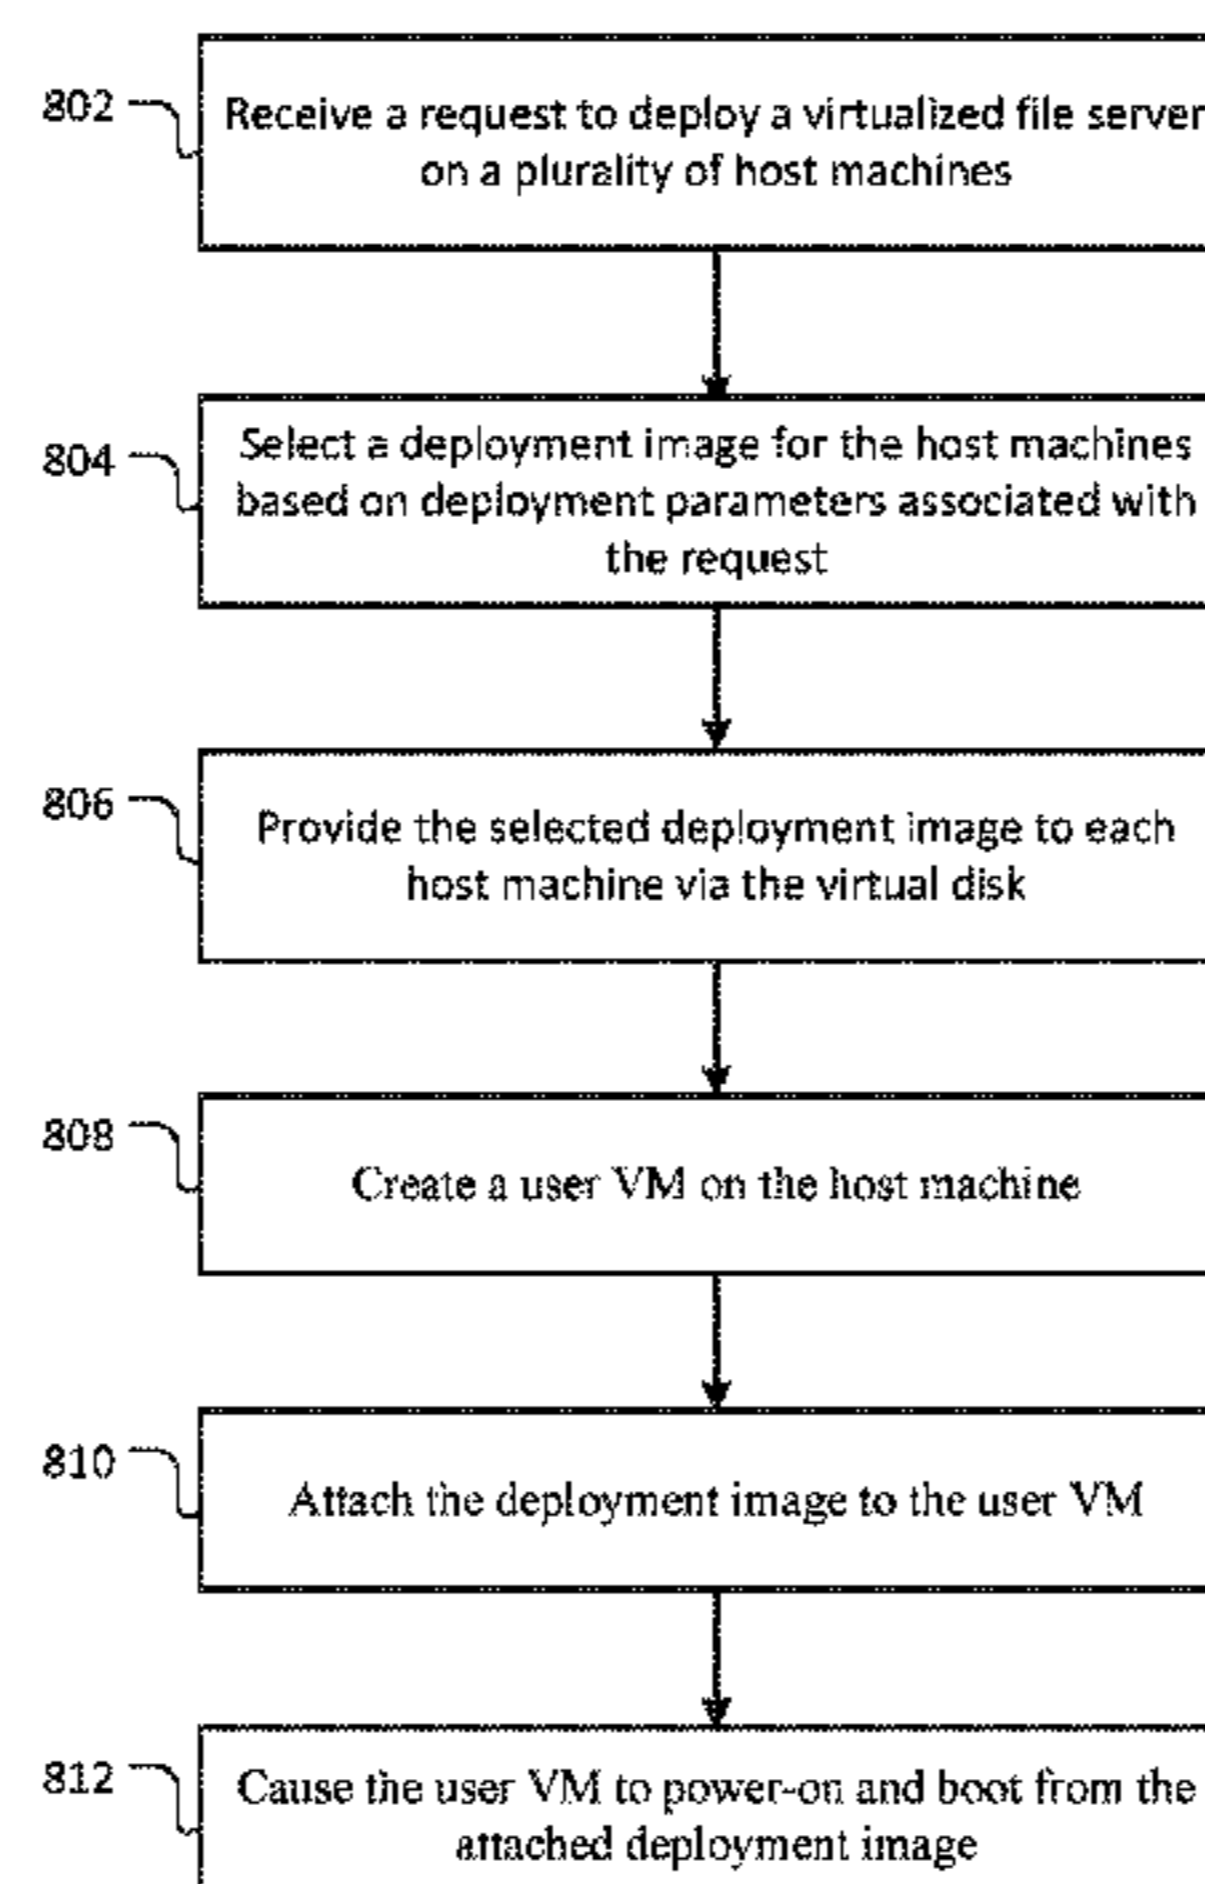 802
Receive a request to deploy a virtualized file server
on a plurality of host machines
804
Select a deployment image for the host machines
based on deployment parameters associated with
the request
806
Provide the selected deployment image to each
host machine via the virtual disk
808
Create a user VM on the host machine
810
Attach the deployment image to the user VM
812
Cause the user VM to power-on and boot from the
attached deployment image